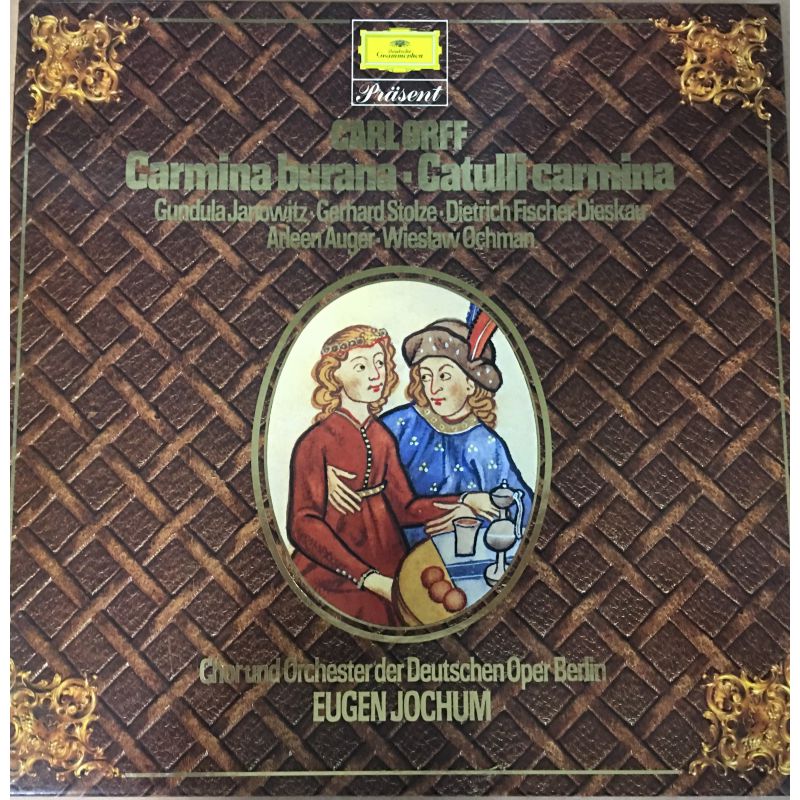 Deutsche
Grammophon
Präsent
CARL ORFF
Carmina burana · Catulli carmina
Gundula Janowitz · Gerhard Stolze · Dietrich Fischer-Dieskau
Arleen Augér · Wieslaw Ochman
Chor und Orchester der Deutschen Oper Berlin
EUGEN JOCHUM